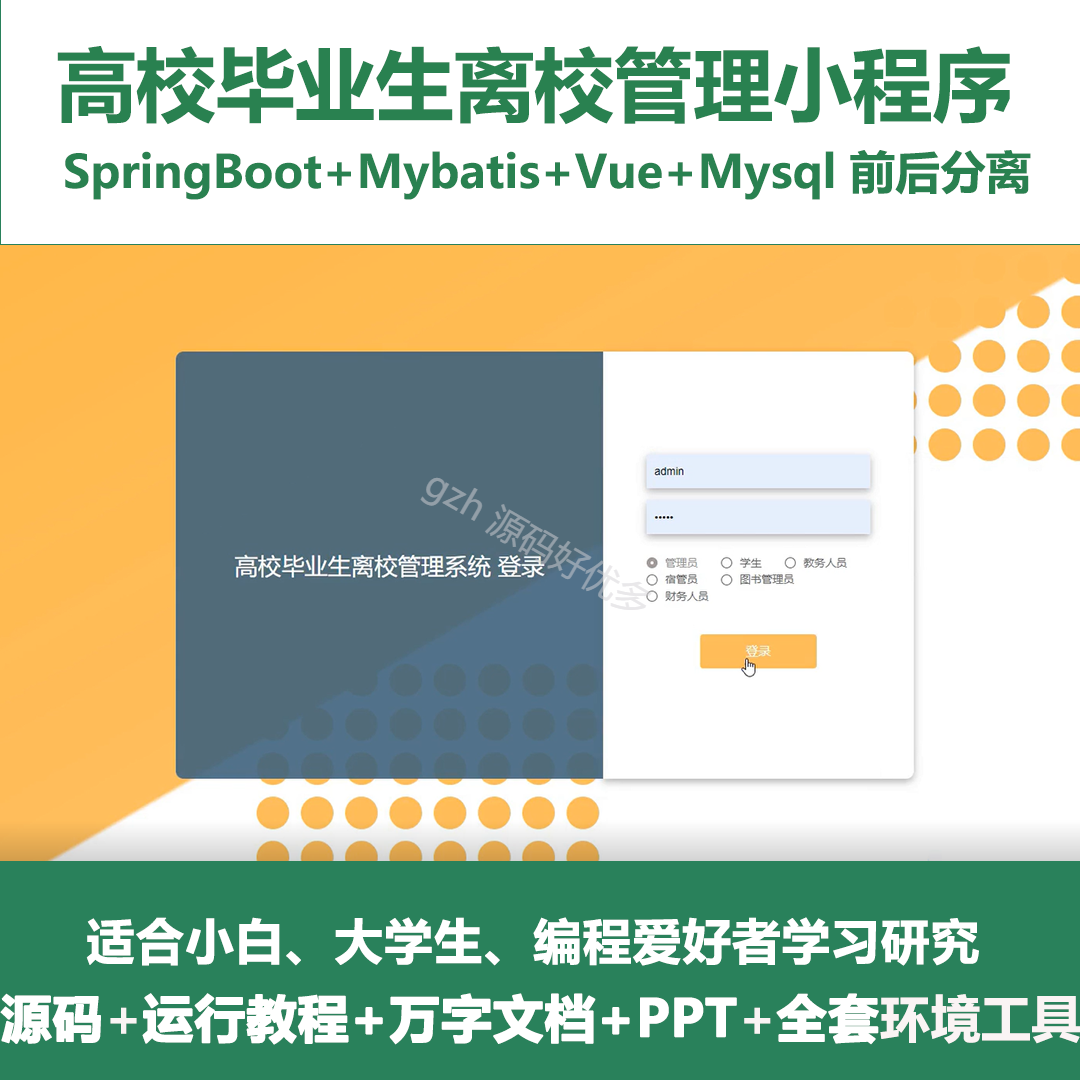 高校毕业生离校管理小程序
SpringBoot+Mybatis+Vue+Mysql 前后分离
admin
•••••
gzh 源码好优多
高校毕业生离校管理系统 登录
管理员 学生 教务人员
宿管员 图书管理员
财务人员
登录
适合小白、大学生、编程爱好者学习研究
源码+运行教程+万字文档+PPT+全套环境工具